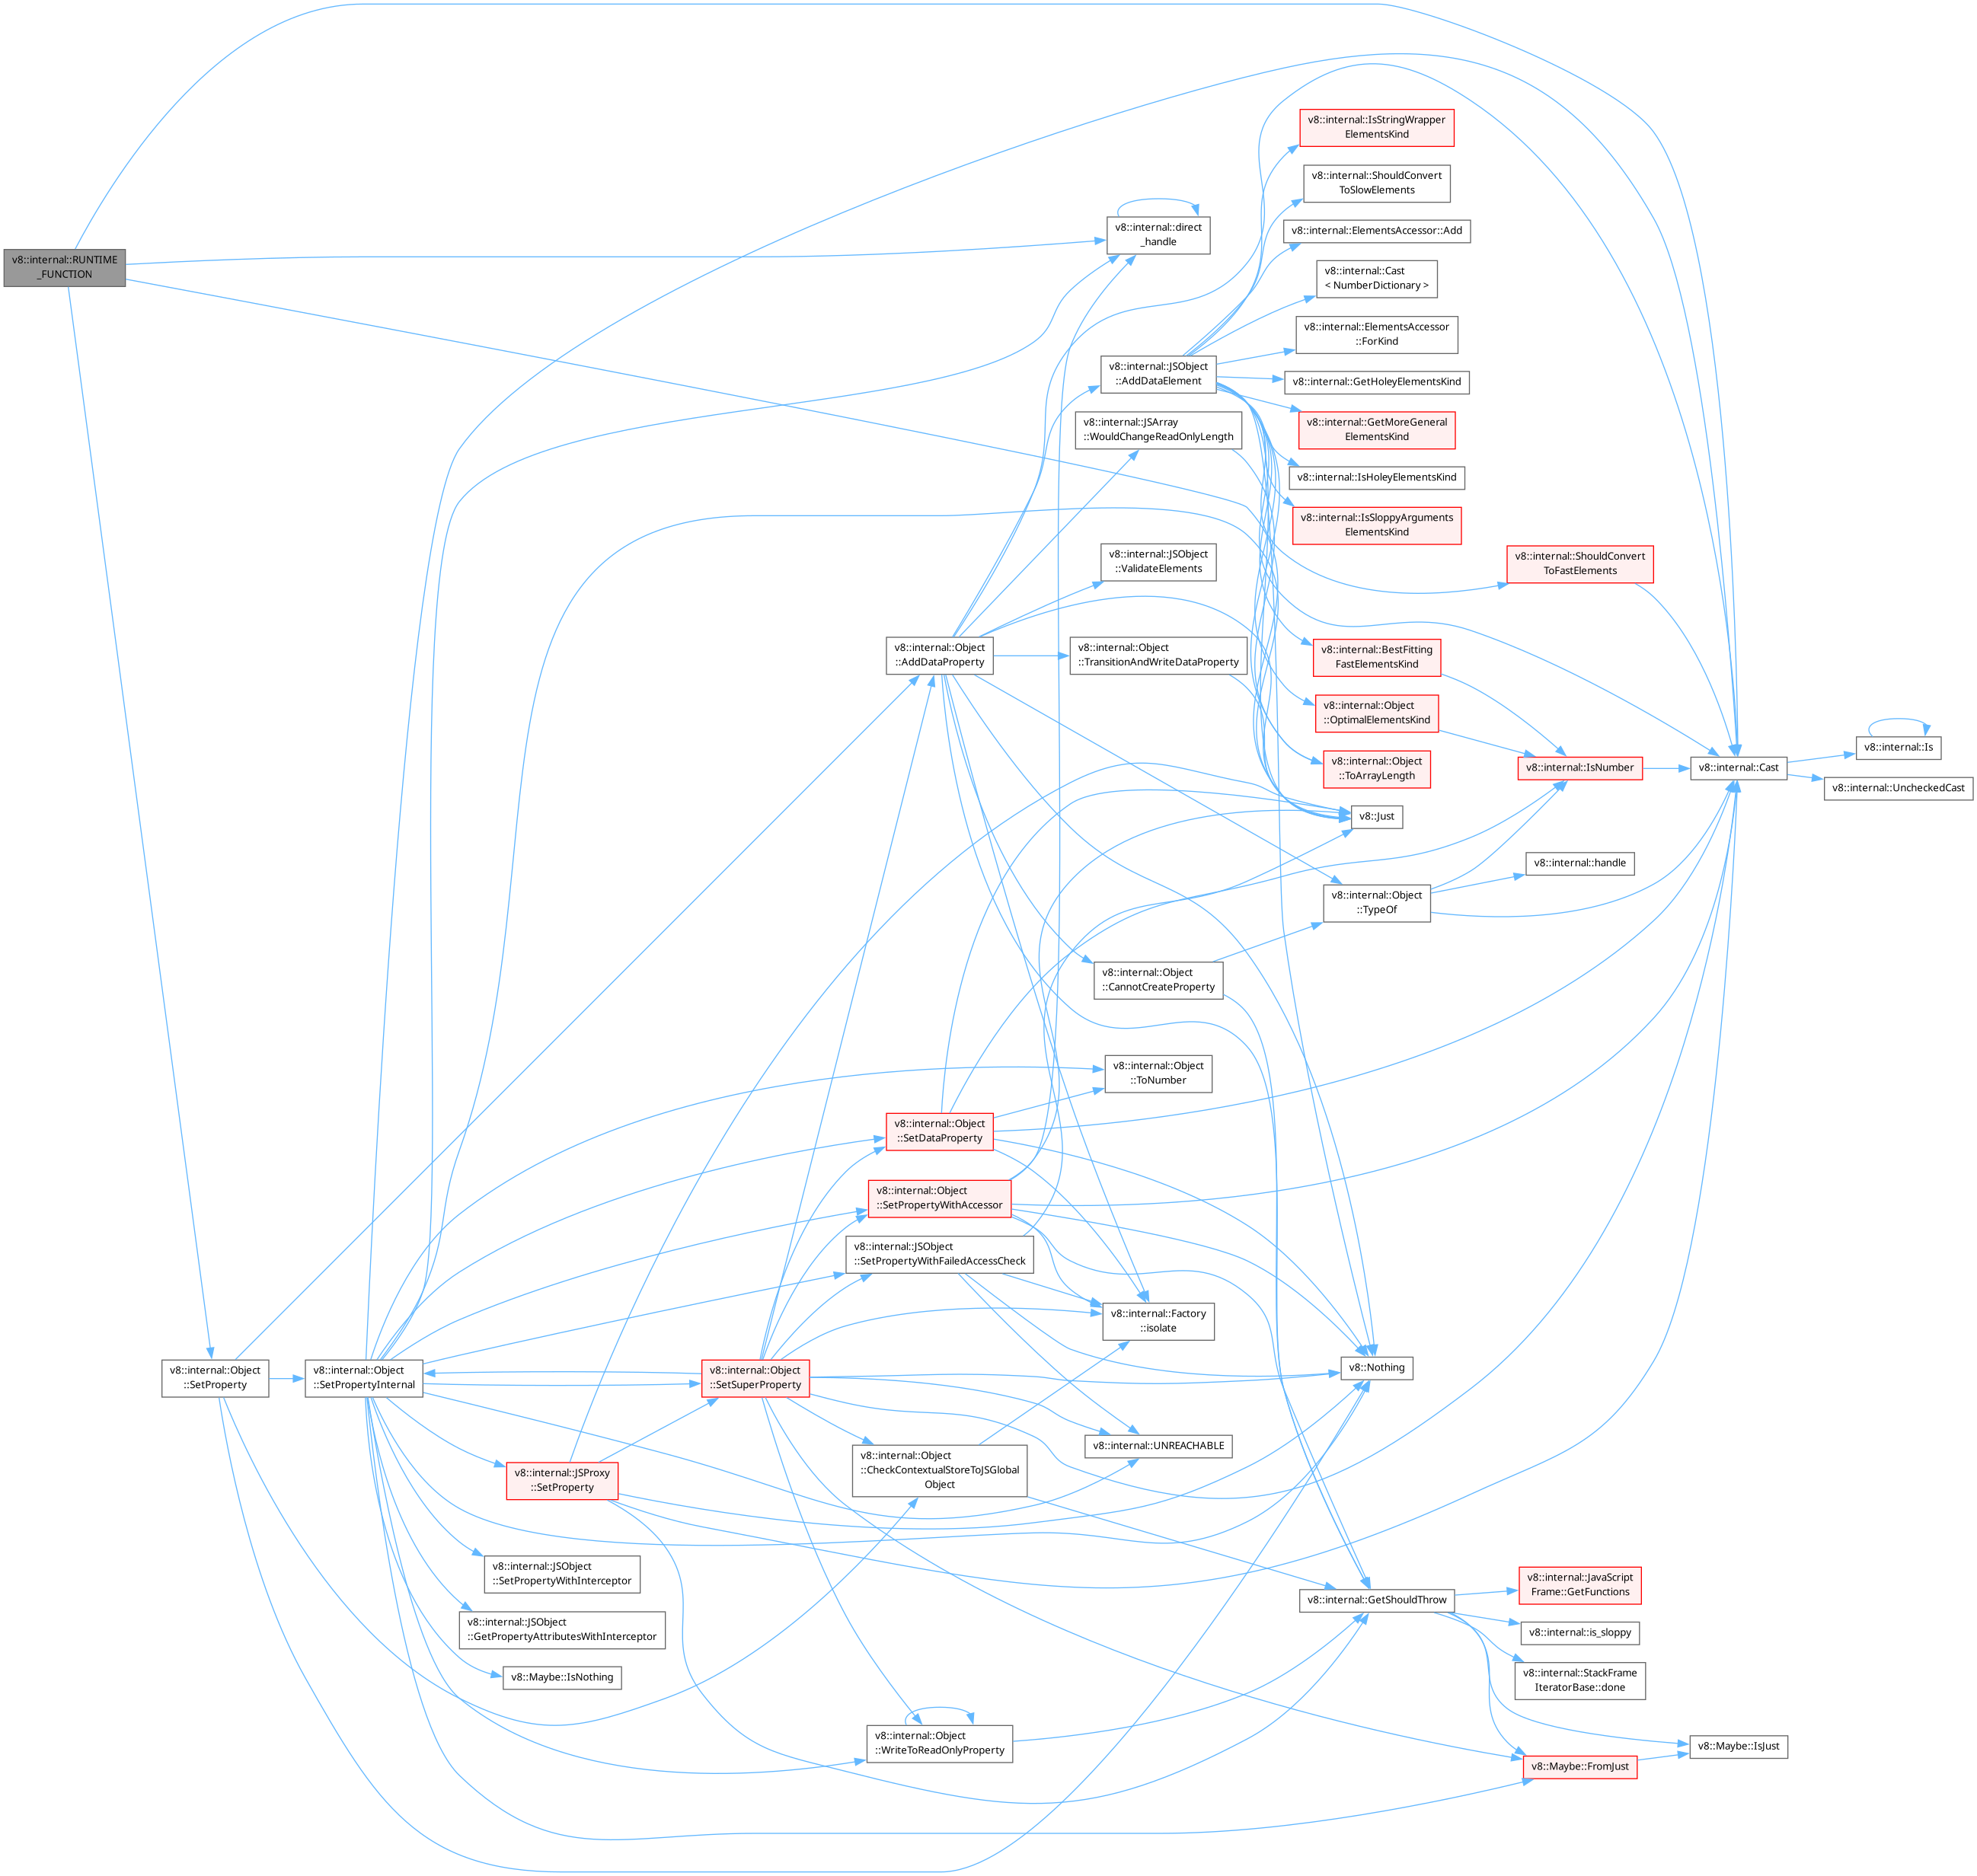 v8::internal::RUNTIME
_FUNCTION
v8::internal::Object
::SetProperty
v8::internal::Object
::SetPropertyInternal
v8::internal::JSProxy
::SetProperty
v8::internal::JSObject
::SetPropertyWithInterceptor
v8::internal::JSObject
::GetPropertyAttributesWithInterceptor
v8::Maybe::IsNothing
v8::internal::Object
::SetSuperProperty
v8::internal::Object
::AddDataProperty
v8::internal::Object
::SetDataProperty
v8::internal::Object
::SetPropertyWithAccessor
v8::internal::JSObject
::SetPropertyWithFailedAccessCheck
v8::internal::Object
::CheckContextualStoreToJSGlobal
Object
v8::internal::Object
::WriteToReadOnlyProperty
v8::internal::direct
_handle
v8::internal::JSObject
::AddDataElement
v8::internal::JSArray
::WouldChangeReadOnlyLength
v8::internal::JSObject
::ValidateElements
v8::internal::Object
::TransitionAndWriteDataProperty
v8::internal::Object
::CannotCreateProperty
v8::internal::Object
::ToNumber
v8::internal::Factory
::isolate
v8::internal::UNREACHABLE
v8::internal::IsStringWrapper
ElementsKind
v8::internal::ShouldConvert
ToSlowElements
v8::internal::ElementsAccessor::Add
v8::internal::Cast
< NumberDictionary >
v8::internal::ElementsAccessor
::ForKind
v8::internal::GetHoleyElementsKind
v8::internal::GetMoreGeneral
ElementsKind
v8::internal::IsHoleyElementsKind
v8::internal::IsSloppyArguments
ElementsKind
v8::internal::BestFitting
FastElementsKind
v8::internal::Object
::OptimalElementsKind
v8::internal::Object
::ToArrayLength
v8::Just
v8::internal::Object
::TypeOf
v8::Nothing
v8::internal::GetShouldThrow
v8::internal::ShouldConvert
ToFastElements
v8::internal::IsNumber
v8::internal::handle
v8::internal::JavaScript
Frame::GetFunctions
v8::internal::is_sloppy
v8::internal::StackFrame
IteratorBase::done
v8::Maybe::FromJust
v8::internal::Cast
v8::Maybe::IsJust
v8::internal::Is
v8::internal::UncheckedCast